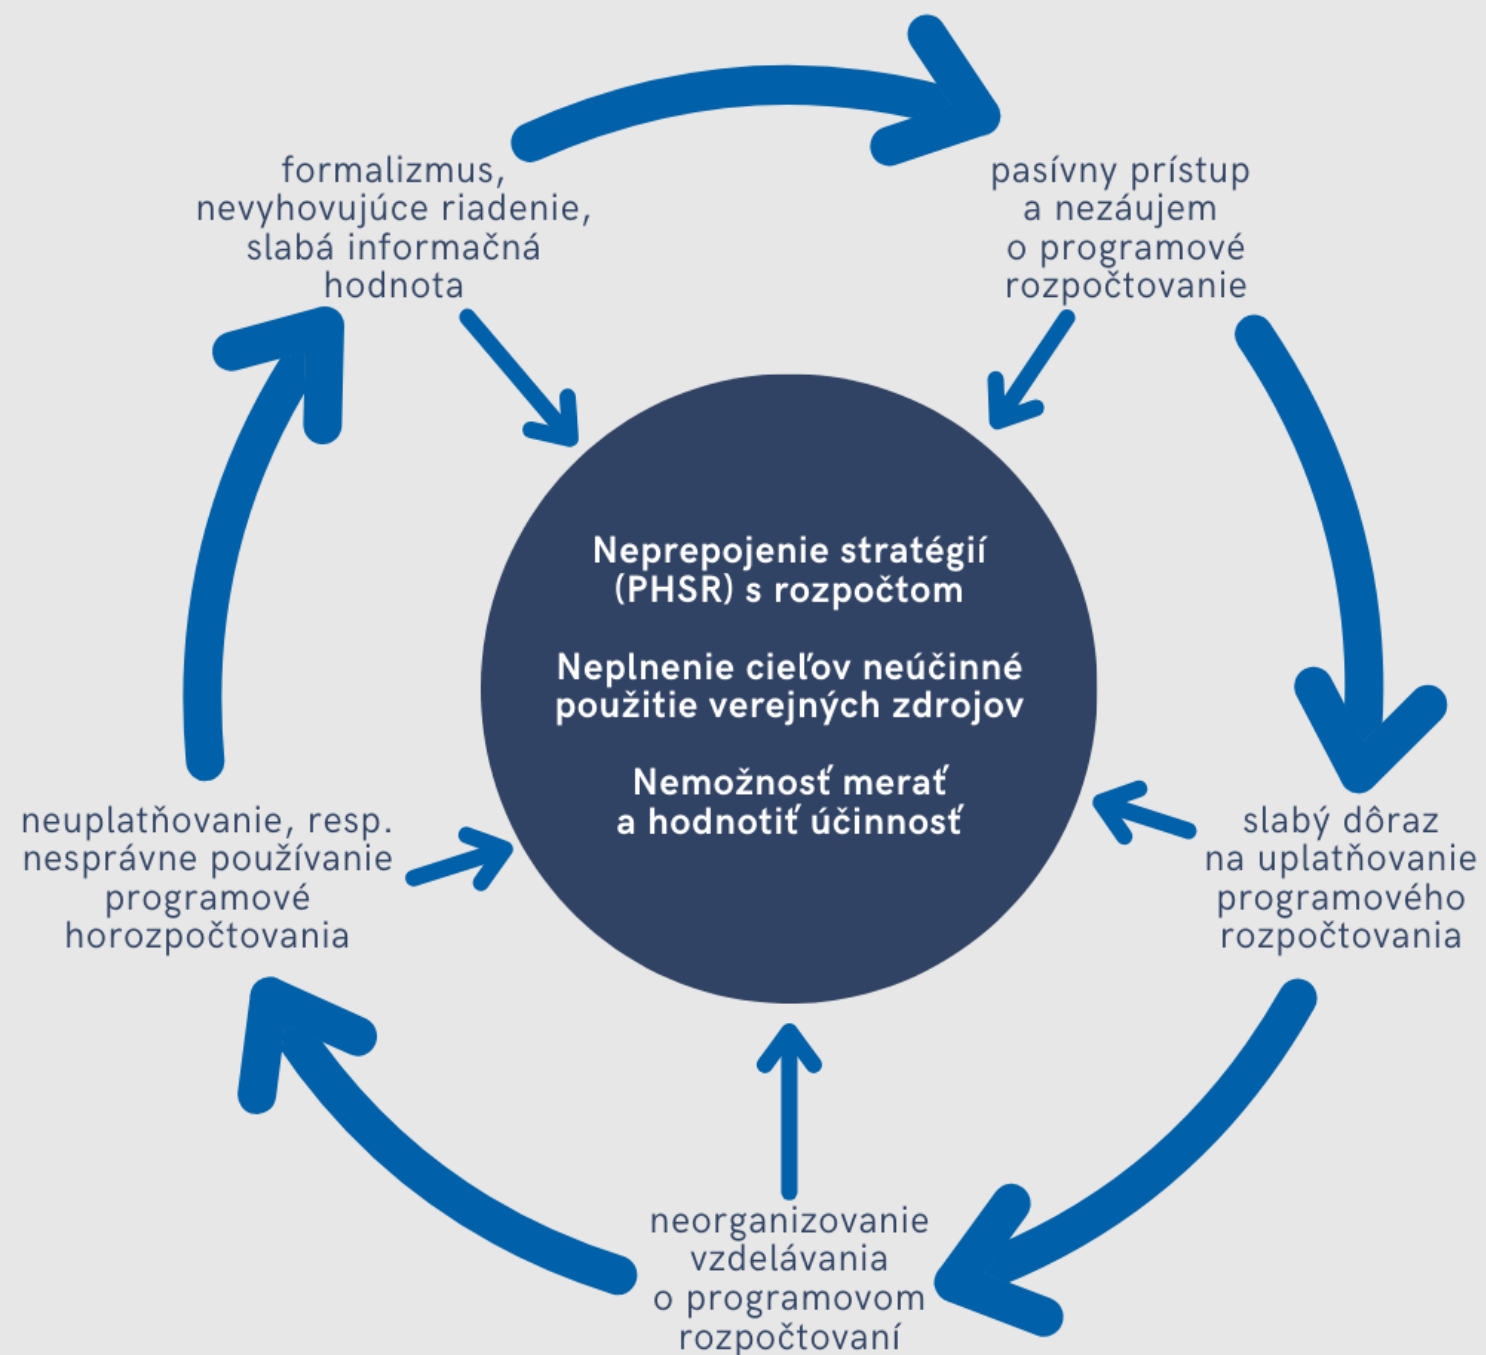 formalizmus,
nevyhovujúce riadenie,
slabá informačná
hodnota
pasívny prístup
a nezáujem
o programové
rozpočtovanie
Neprepojenie stratégií
(PHSR) s rozpočtom
Neplnenie cieľov neúčinné
použitie verejných zdrojov
Nemožnosť merať
a hodnotiť účinnosť
neuplatňovanie, resp.
nesprávne používanie
programové
horozpočtovania
slabý dôraz
na uplatňovanie
programového
rozpočtovania
neorganizovanie
vzdelávania
o programovom
rozpočtovaní